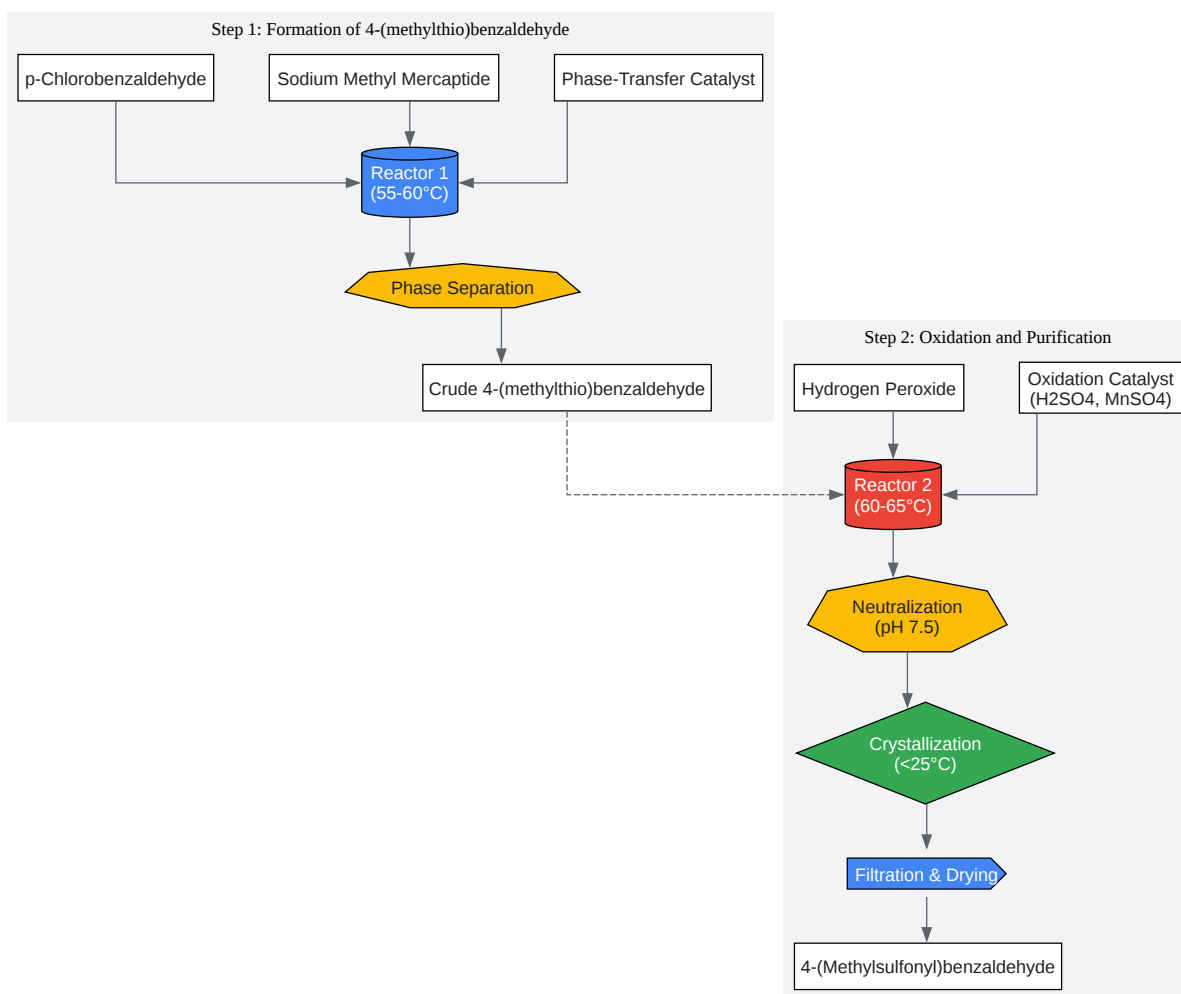 Step 1: Formation of 4-(methylthio)benzaldehyde
p-Chlorobenzaldehyde
Sodium Methyl Mercaptide
Phase-Transfer Catalyst
Reactor 1
(55-60°C)
Phase Separation
Crude 4-(methylthio)benzaldehyde
Step 2: Oxidation and Purification
Hydrogen Peroxide
Oxidation Catalyst
(H2SO4, MnSO4)
Reactor 2
(60-65°C)
Neutralization
(pH 7.5)
Crystallization
(<25°C)
Filtration & Drying
4-(Methylsulfonyl)benzaldehyde